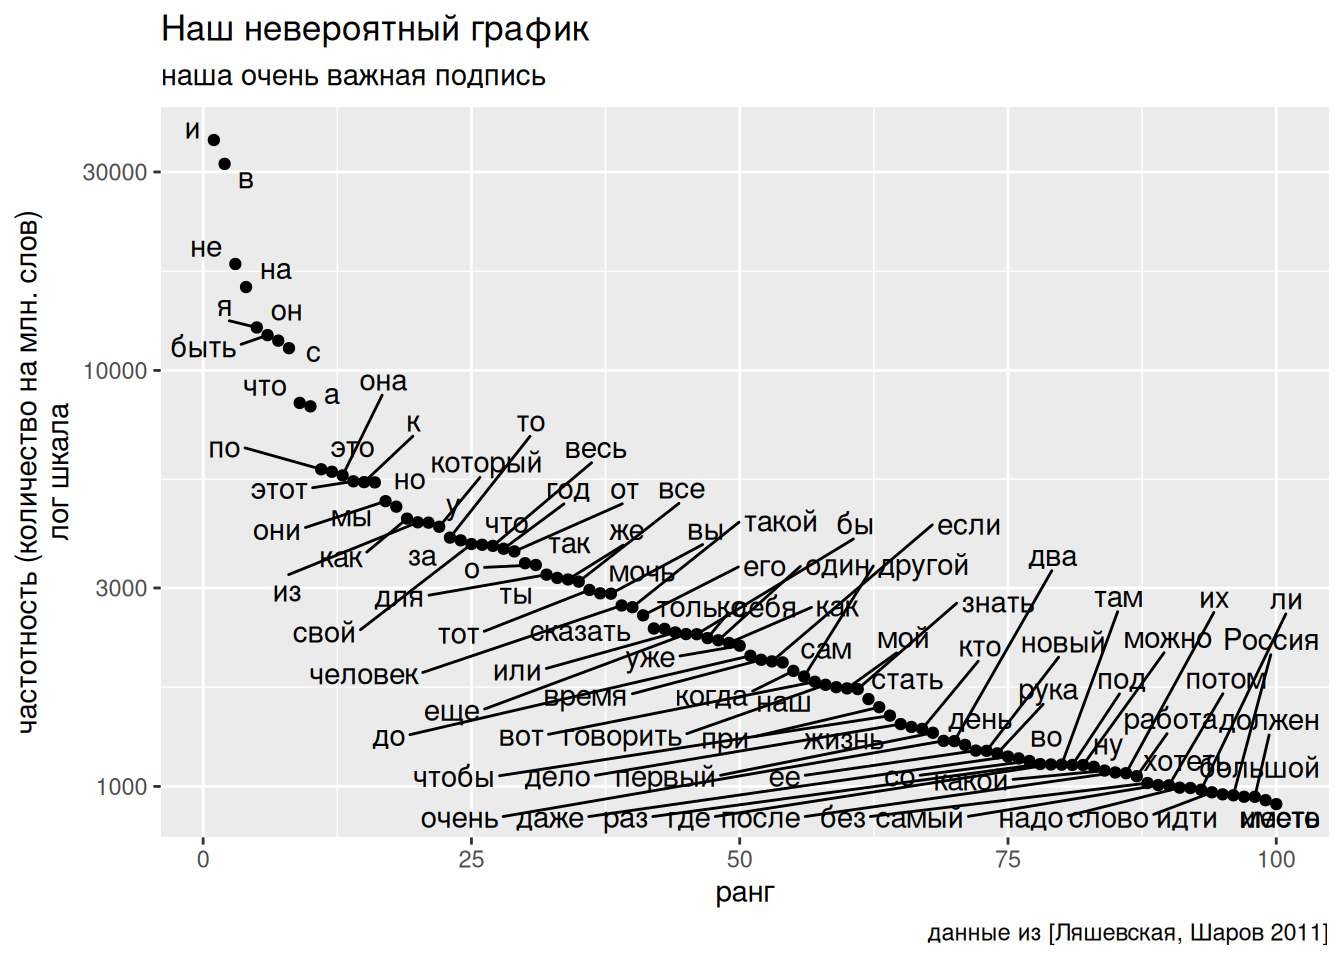 Наш невероятный график
наша очень важная подпись
частотность (количество на млн. слов)
лог шкала
30000
10000
3000
1000
и
в
не
на
я
он
быть
с
что
а
она
по
это
к
то
который
весь
этот
но
год
от
все
они
мы
у
что
же
вы
такой
бы
если
как
за
о
так
мочь
его
один
другой
два
из
для
ты
только
себя
как
знать
там
их
ли
свой
тот
сказать
уже
сам
мой
кто
новый
можно
Россия
человек
или
время
когда
наш
стать
рука
под
потом
еще
до
вот
говорить
при
жизнь
день
во
ну
работа
должен
чтобы
дело
первый
ее
со
какой
хотеть
большой
очень
даже
раз
где
после
без
самый
надо
слово
идти
иметь
0
25
50
75
100
ранг
данные из [Ляшевская, Шаров 2011]